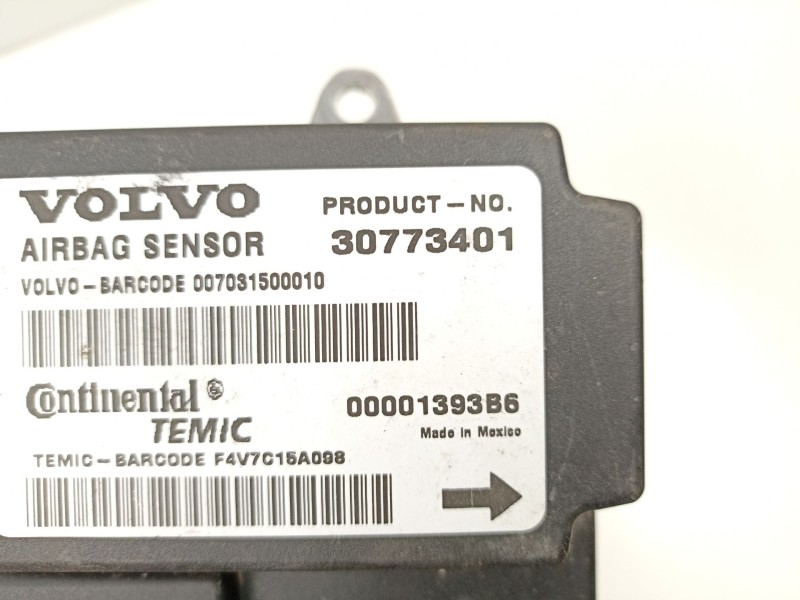 VOLVO
PRODUCT-NO.
AIRBAG SENSOR
30773401
VOLVO-BARCODE 007031500010
Continental
00001393B6
TEMIC
Made in Mexico
TEMIC-BARCODE F4V7C15A098